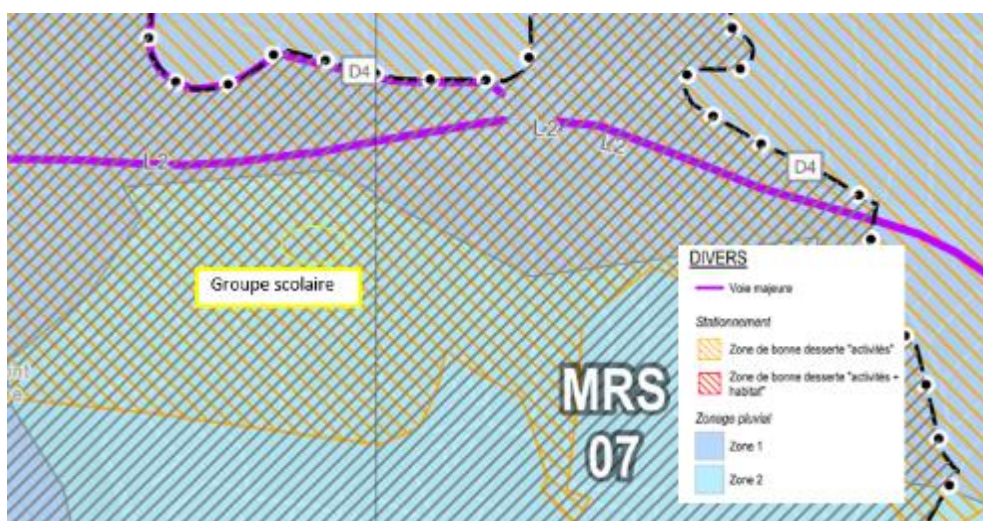 D4
L2
L2
L2
D4
Groupe scolaire
MRS
07
DIVERS
Voie majeure
Stationnement
Zone de bonne desserte "activités"
Zone de bonne desserte "activités +
habitat"
Zonage pluvial
Zone 1
Zone 2